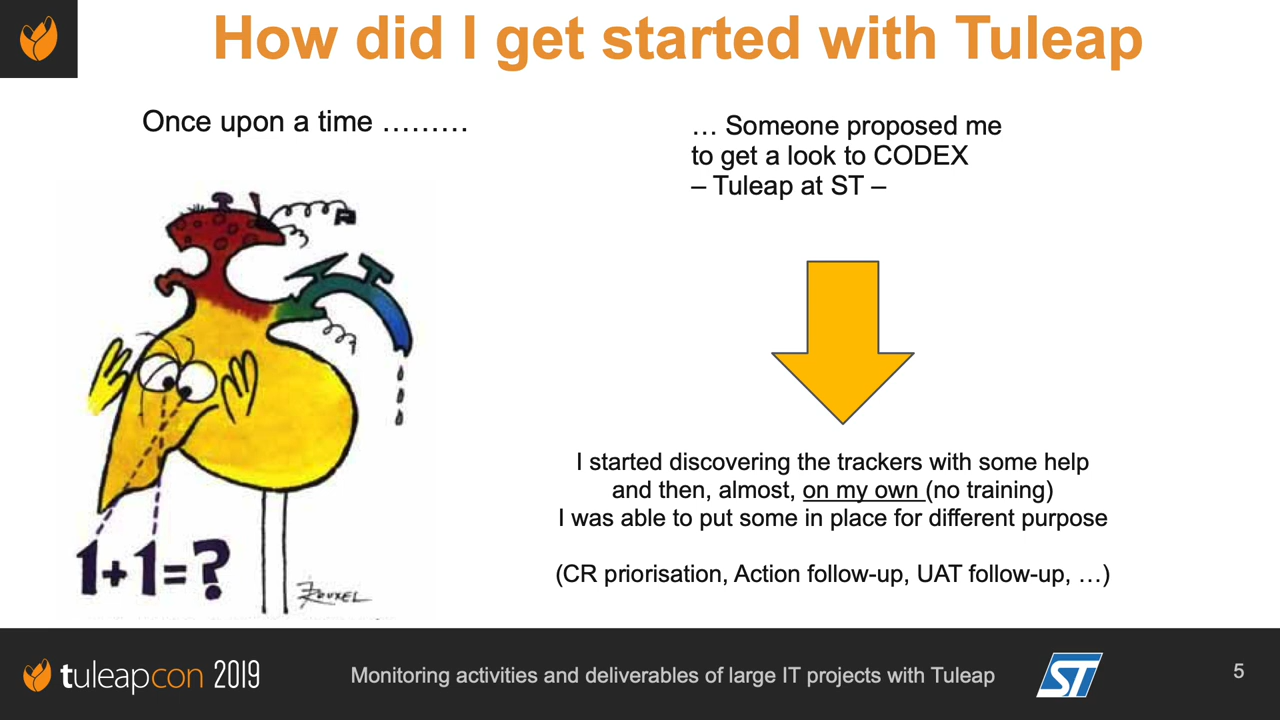 How did I get started with Tuleap
Once upon a time .........
… Someone proposed me
to get a look to CODEX
– Tuleap at ST –
1+1=?
Rouxel
I started discovering the trackers with some help
and then, almost, on my own (no training)
I was able to put some in place for different purpose
(CR priorisation, Action follow-up, UAT follow-up, …)
tuleapcon 2019
Monitoring activities and deliverables of large IT projects with Tuleap
ST
5